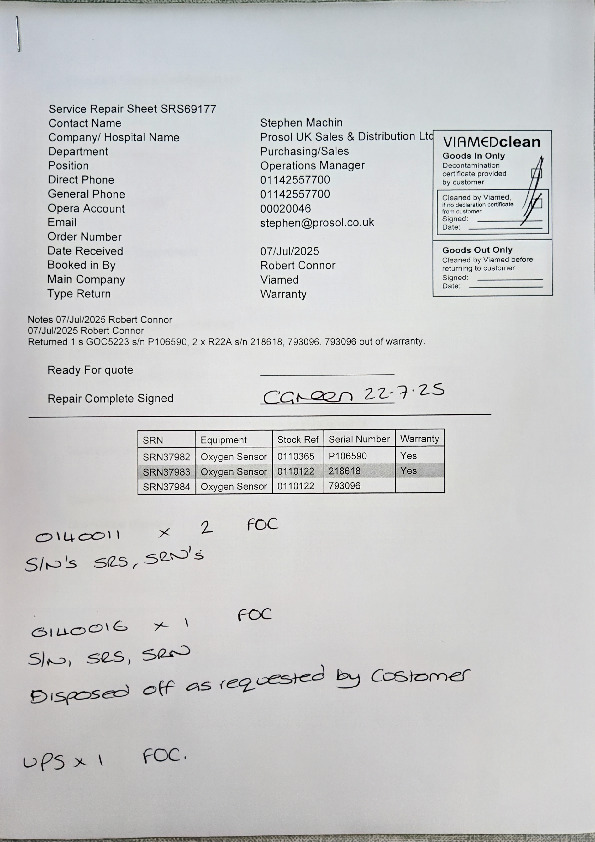 Service Repair Sheet SRS69177
Contact Name Stephen Machin
Company/ Hospital Name Prosol UK Sales & Distribution Ltd
Department Purchasing/Sales
Position Operations Manager
Direct Phone 01142557700
General Phone 01142557700
Opera Account 00020046
Email stephen@prosol.co.uk
Order Number
Date Received 07/Jul/2025
Booked in By Robert Connor
Main Company Viamed
Type Return Warranty
VIAMEDclean
Goods In Only
Decontamination
certificate provided
by customer
Cleaned by Viamed,
if no declaration certificate
from customer
Signed:
Date:
Goods Out Only
Cleaned by Viamed before
returning to customer
Signed:
Date:
Notes 07/Jul/2025 Robert Connor
07/Jul/2025 Robert Connor
Returned 1 s GOC5223 s/n P106590, 2 x R22A s/n 218618, 793096. 793096 out of warranty.
Ready For quote
Repair Complete Signed CGreen 22-7-25
SRN Equipment Stock Ref Serial Number Warranty
SRN37982 Oxygen Sensor 0110365 P106590 Yes
SRN37983 Oxygen Sensor 0110122 218618 Yes
SRN37984 Oxygen Sensor 0110122 793096
0140011 x 2 FOC
S/N's SRS, SRN's
0140016 x 1 FOC
S/N, SRS, SRN
Disposed off as requested by Costomer
UPS x 1 FOC.